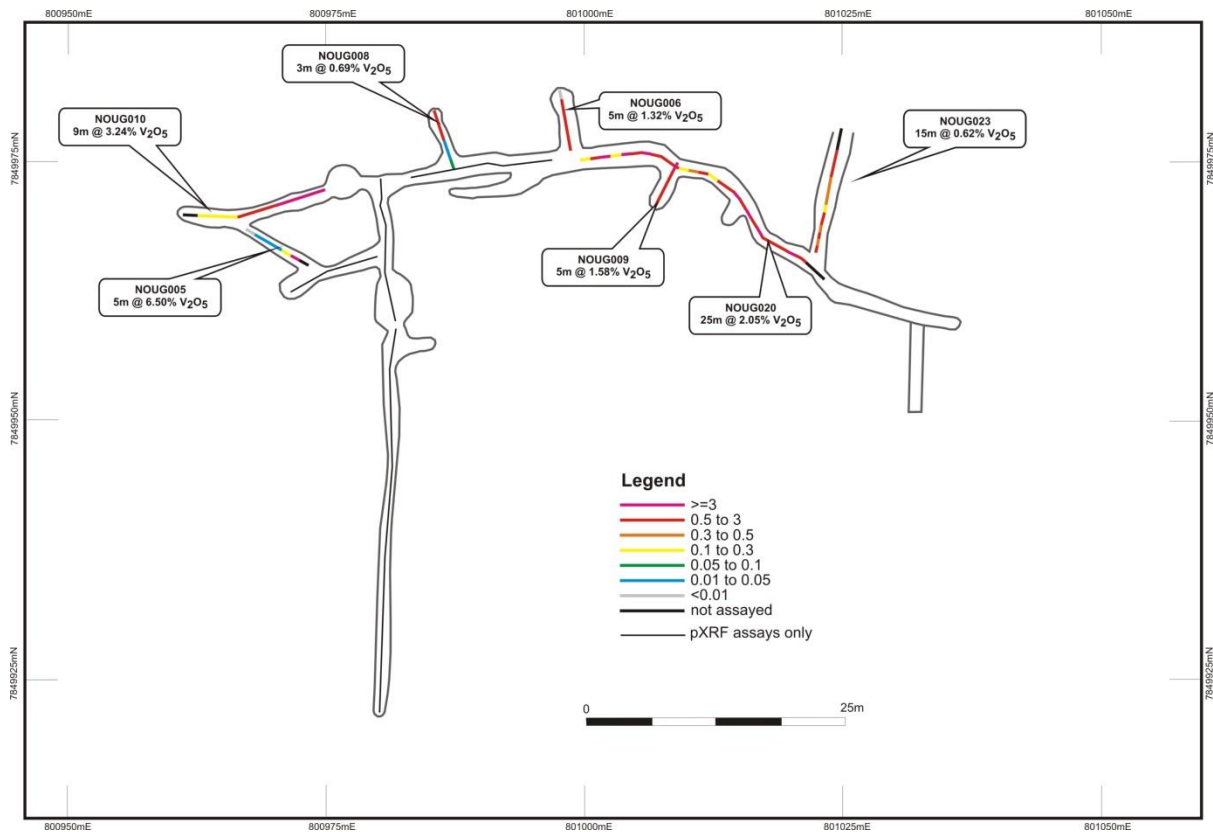 800950mE 800975mE 801000mE 801025mE 801050mE
NOUG008
3m @ 0.69% V2O5
NOUG010
9m @ 3.24% V2O5
NOUG006
5m @ 1.32% V2O5
NOUG023
15m @ 0.62% V2O5
7849975mN 7849975mN
NOUG005
5m @ 6.50% V2O5
NOUG009
5m @ 1.58% V2O5
NOUG020
25m @ 2.05% V2O5
7849950mN 7849950mN
Legend
>=3
0.5 to 3
0.3 to 0.5
0.1 to 0.3
0.05 to 0.1
0.01 to 0.05
<0.01
not assayed
pXRF assays only
7849925mN 7849925mN
0 25m
800950mE 800975mE 801000mE 801025mE 801050mE